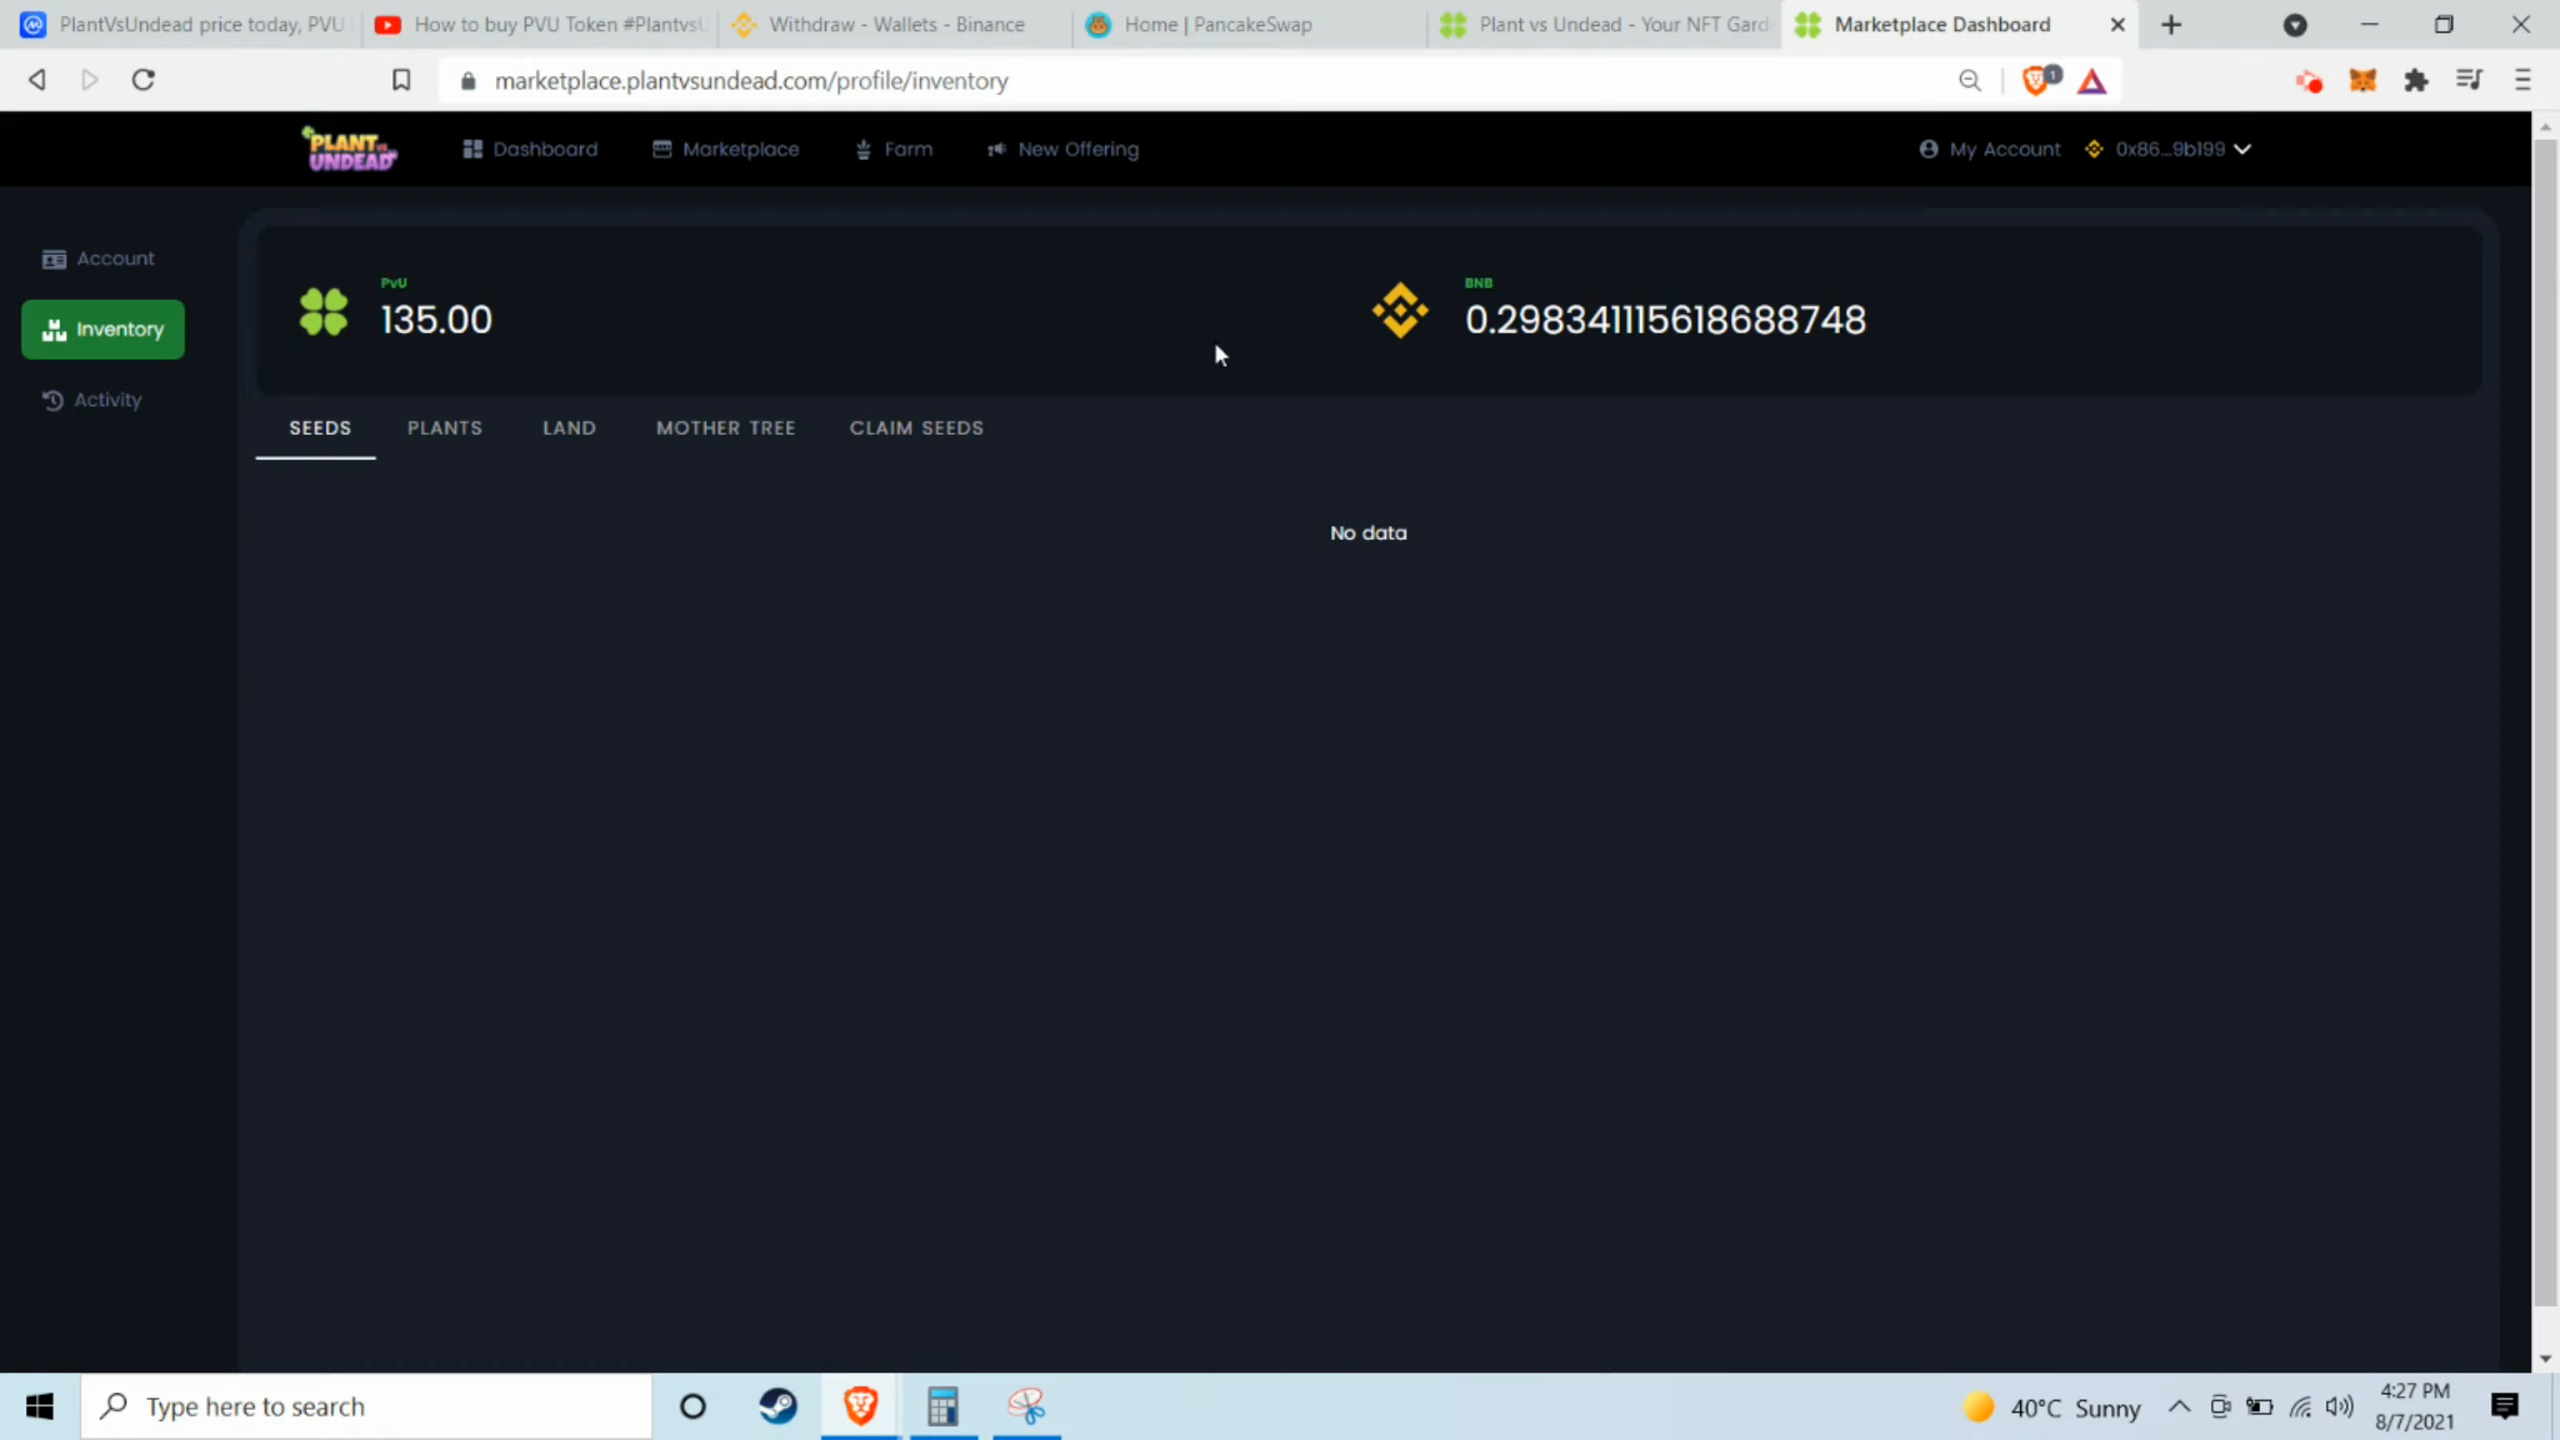 PlantVsUndead price today, PVU
How to buy PVU Token #PlantvsU
Withdraw - Wallets - Binance
Home | PancakeSwap
Plant vs Undead - Your NFT Gard
Marketplace Dashboard
marketplace.plantvsundead.com/profile/inventory
1
PLANT VS UNDEAD
Dashboard
Marketplace
Farm
New Offering
My Account
0x86...9b199
Account
Inventory
Activity
PvU
135.00
BNB
0.298341115618688748
SEEDS
PLANTS
LAND
MOTHER TREE
CLAIM SEEDS
No data
Type here to search
40°C Sunny
4:27 PM
8/7/2021